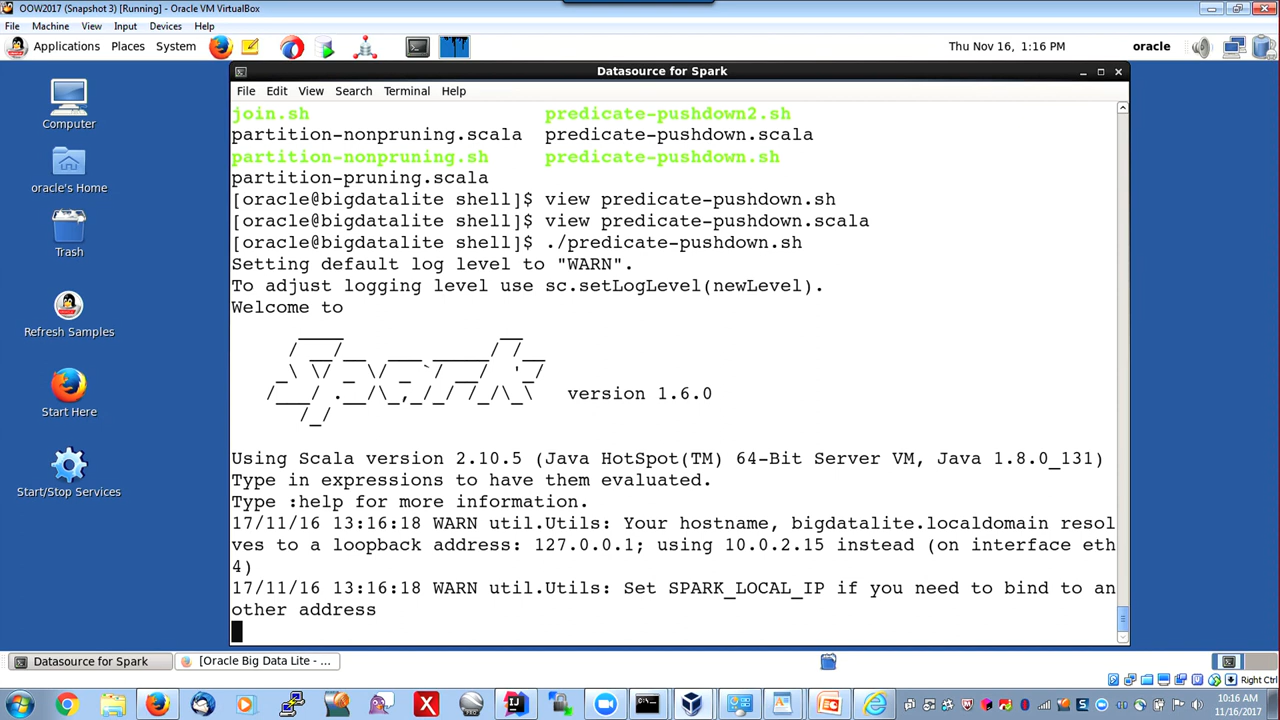 OOW2017 (Snapshot 3) [Running] - Oracle VM VirtualBox
File Machine View Input Devices Help
Applications Places System
Thu Nov 16, 1:16 PM
oracle
Computer
oracle's Home
Trash
Refresh Samples
Start Here
Start/Stop Services
Datasource for Spark
File Edit View Search Terminal Help
join.sh predicate-pushdown2.sh
partition-nonpruning.scala predicate-pushdown.scala
partition-nonpruning.sh predicate-pushdown.sh
partition-pruning.scala
[oracle@bigdatalite shell]$ view predicate-pushdown.sh
[oracle@bigdatalite shell]$ view predicate-pushdown.scala
[oracle@bigdatalite shell]$ ./predicate-pushdown.sh
Setting default log level to "WARN".
To adjust logging level use sc.setLogLevel(newLevel).
Welcome to
Spark
version 1.6.0
Using Scala version 2.10.5 (Java HotSpot(TM) 64-Bit Server VM, Java 1.8.0_131)
Type in expressions to have them evaluated.
Type :help for more information.
17/11/16 13:16:18 WARN util.Utils: Your hostname, bigdatalite.localdomain resol
ves to a loopback address: 127.0.0.1; using 10.0.2.15 instead (on interface eth
4)
17/11/16 13:16:18 WARN util.Utils: Set SPARK_LOCAL_IP if you need to bind to an
other address
Datasource for Spark
[Oracle Big Data Lite - ...
Right Ctrl
10:16 AM
11/16/2017